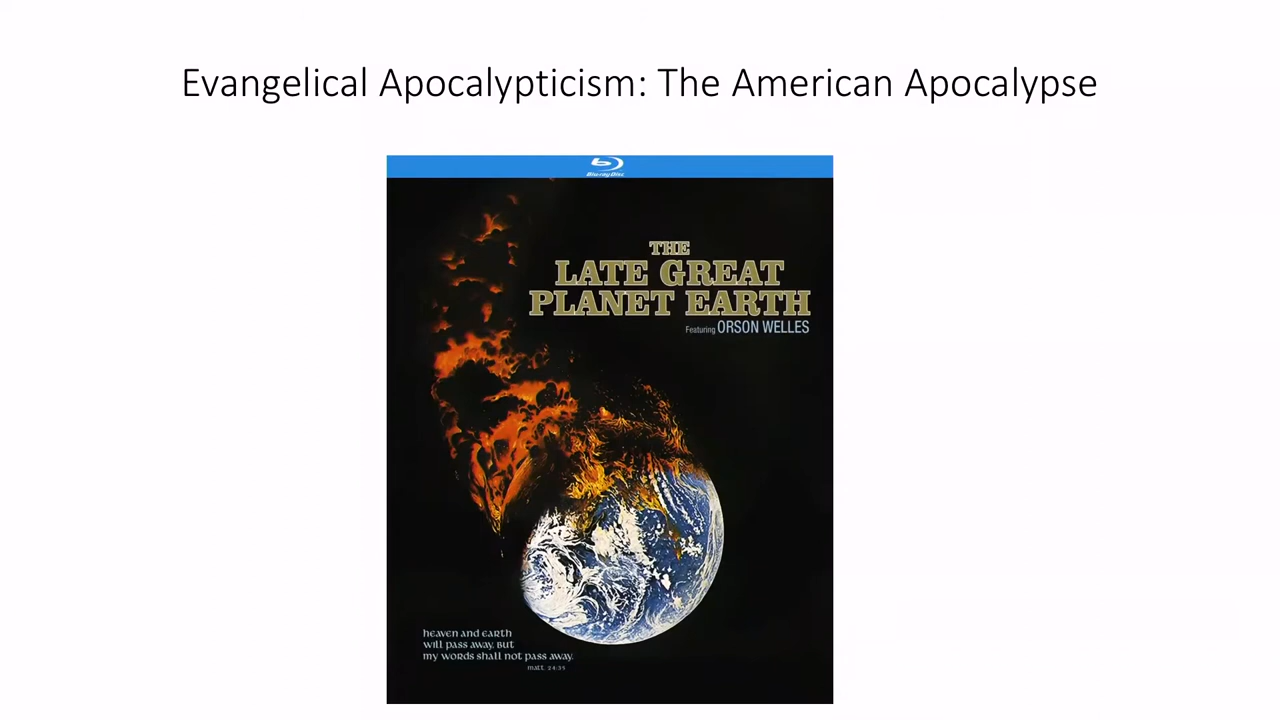 Evangelical Apocalypticism: The American Apocalypse
Blu-ray Disc
THE
LATE GREAT
PLANET EARTH
Featuring ORSON WELLES
heaven and earth
will pass away, but
my words shall not pass away.
matt. 24:35